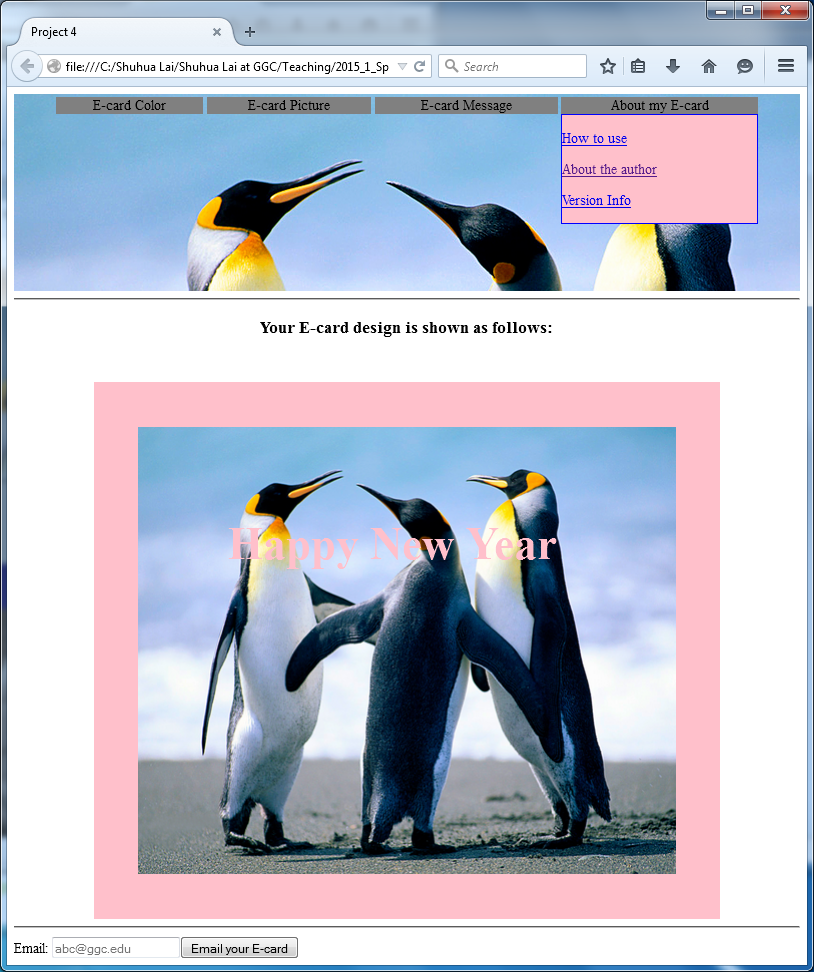 Project 4
file:///C:/Shuhua Lai/Shuhua Lai at GGC/Teaching/2015_1_Sp
Search
E-card Color E-card Picture E-card Message About my E-card
How to use
About the author
Version Info
Your E-card design is shown as follows:
Happy New Year
Email: abc@ggc.edu Email your E-card